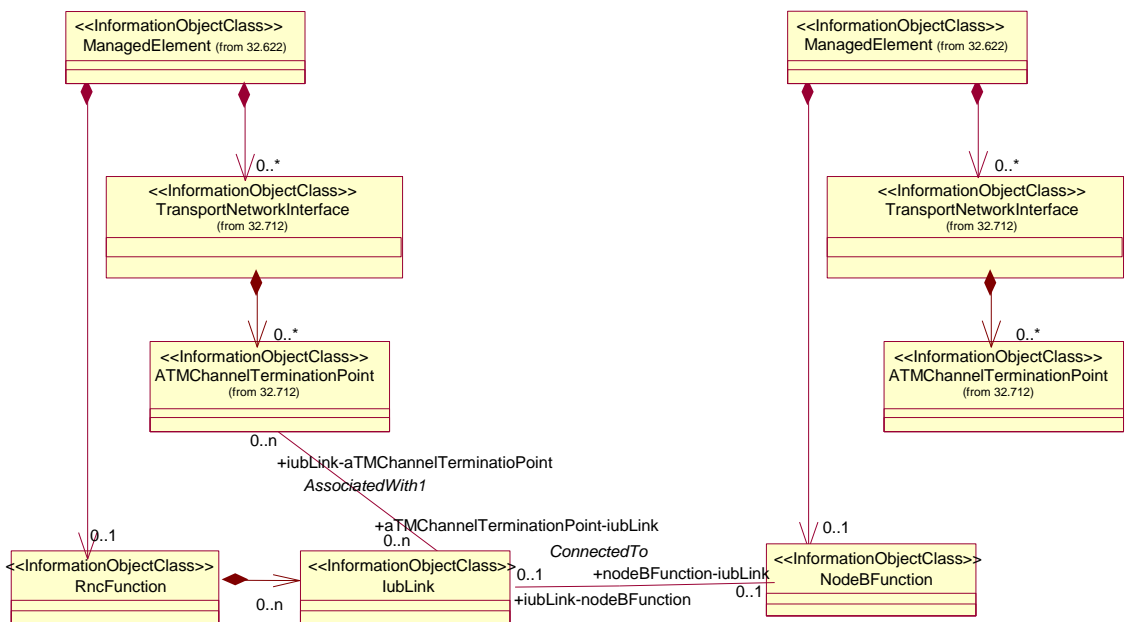 <<InformationObjectClass>>
ManagedElement (from 32.622)
<<InformationObjectClass>>
ManagedElement (from 32.622)
0..*
0..*
<<InformationObjectClass>>
TransportNetworkInterface
(from 32.712)
<<InformationObjectClass>>
TransportNetworkInterface
(from 32.712)
0..*
0..*
<<InformationObjectClass>>
ATMChannelTerminationPoint
(from 32.712)
<<InformationObjectClass>>
ATMChannelTerminationPoint
(from 32.712)
0..n
+iubLink-aTMChannelTerminatioPoint
AssociatedWith1
+aTMChannelTerminationPoint-iubLink
0..n
0..1
0..1
<<InformationObjectClass>>
RncFunction
0..n
<<InformationObjectClass>>
IubLink
ConnectedTo
0..1
+nodeBFunction-iubLink
+iubLink-nodeBFunction
0..1
<<InformationObjectClass>>
NodeBFunction